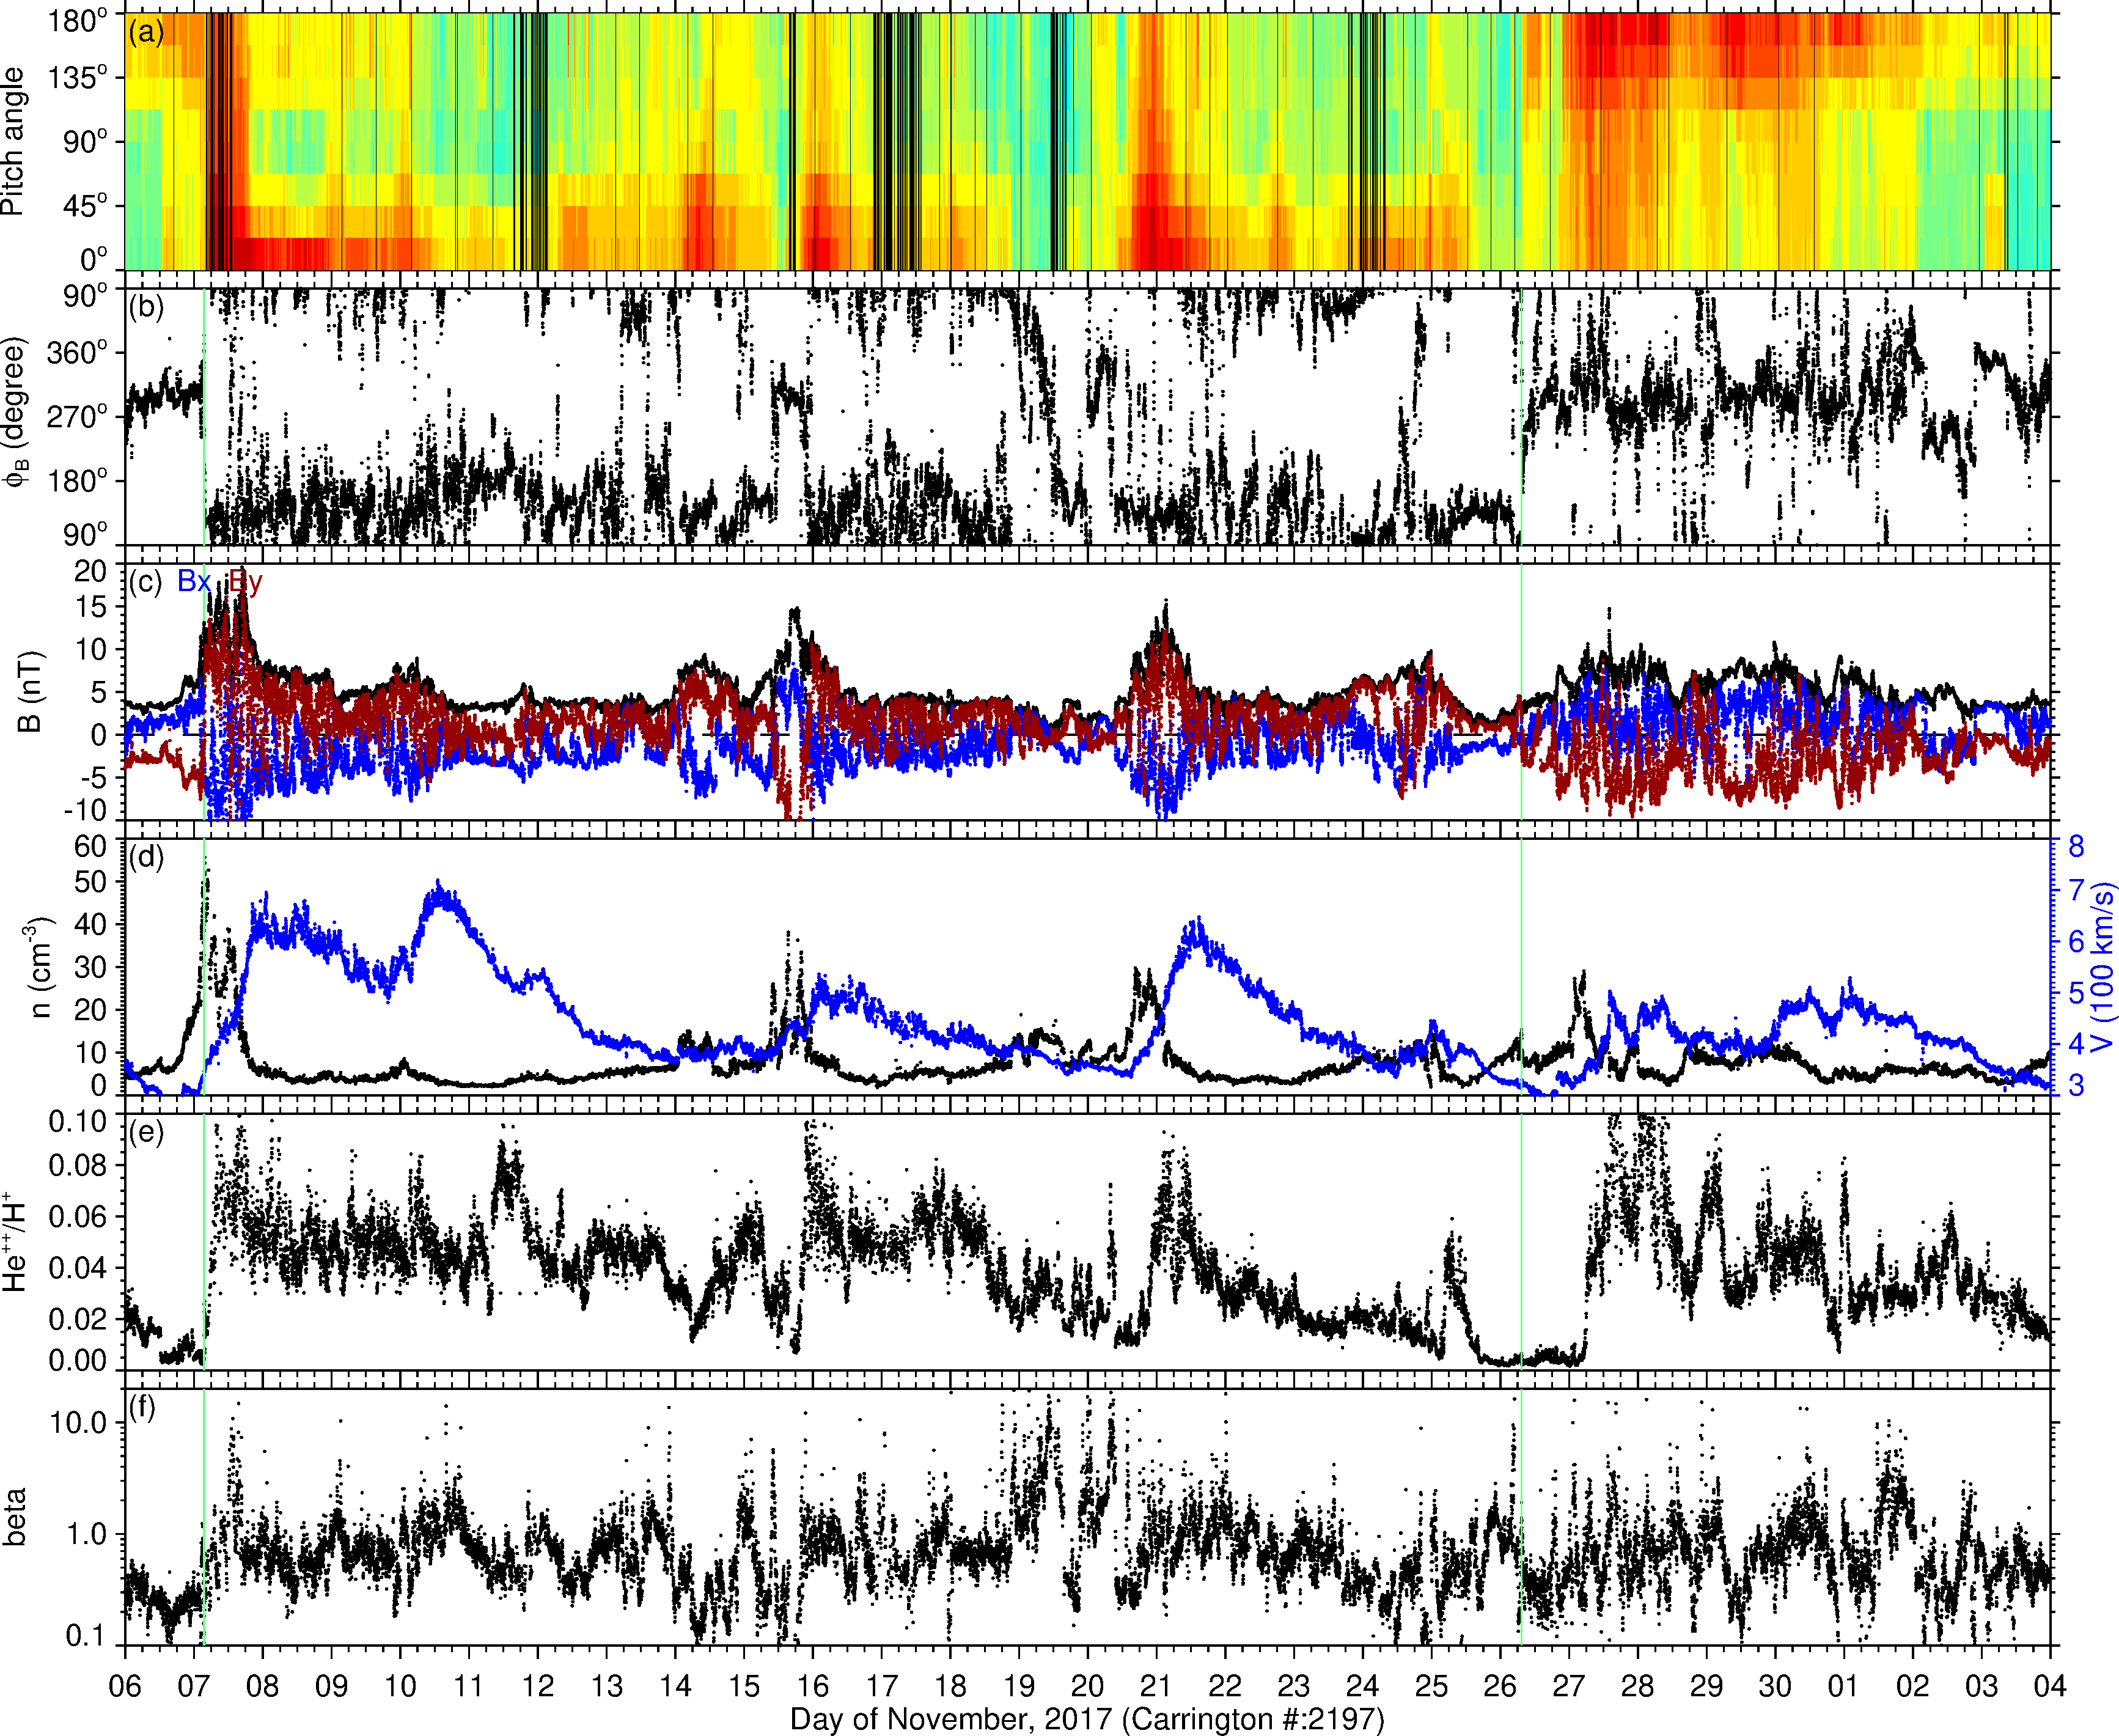 (a)
Pitch angle
180°
135°
90°
45°
0°
(b)
ϕB (degree)
90°
360°
270°
180°
90°
(c) Bx By
B (nT)
20
15
10
5
0
-5
-10
(d)
n (cm-3)
60
50
40
30
20
10
0
V (100 km/s)
8
7
6
5
4
3
(e)
He++/H+
0.10
0.08
0.06
0.04
0.02
0.00
(f)
beta
10.0
1.0
0.1
06 07 08 09 10 11 12 13 14 15 16 17 18 19 20 21 22 23 24 25 26 27 28 29 30 01 02 03 04
Day of November, 2017 (Carrington #:2197)